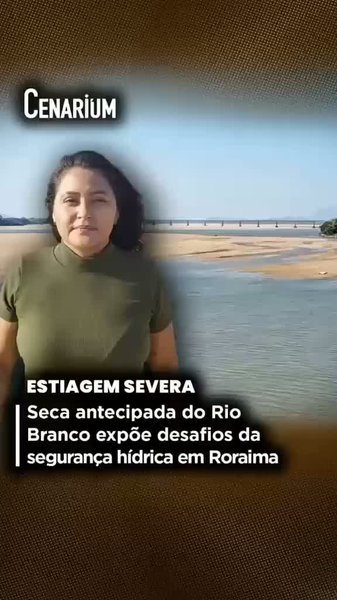 CENARIUM
ESTIAGEM SEVERA
Seca antecipada do Rio
Branco expõe desafios da
segurança hídrica em Roraima